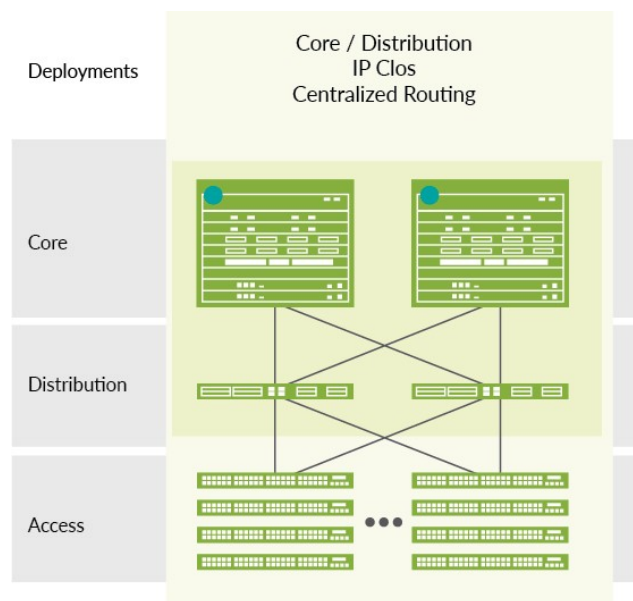 Deployments
Core / Distribution
IP Clos
Centralized Routing
Core
Distribution
Access